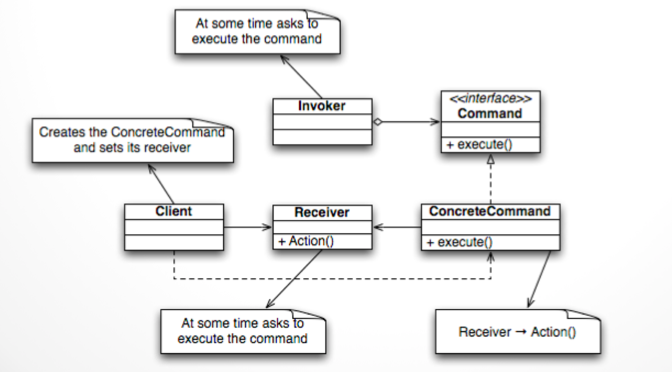 At some time asks to
execute the command
Invoker
<<interface>>
Command
+ execute()
Creates the ConcreteCommand
and sets its receiver
Client
Receiver
+ Action()
ConcreteCommand
+ execute()
At some time asks to
execute the command
Receiver → Action()